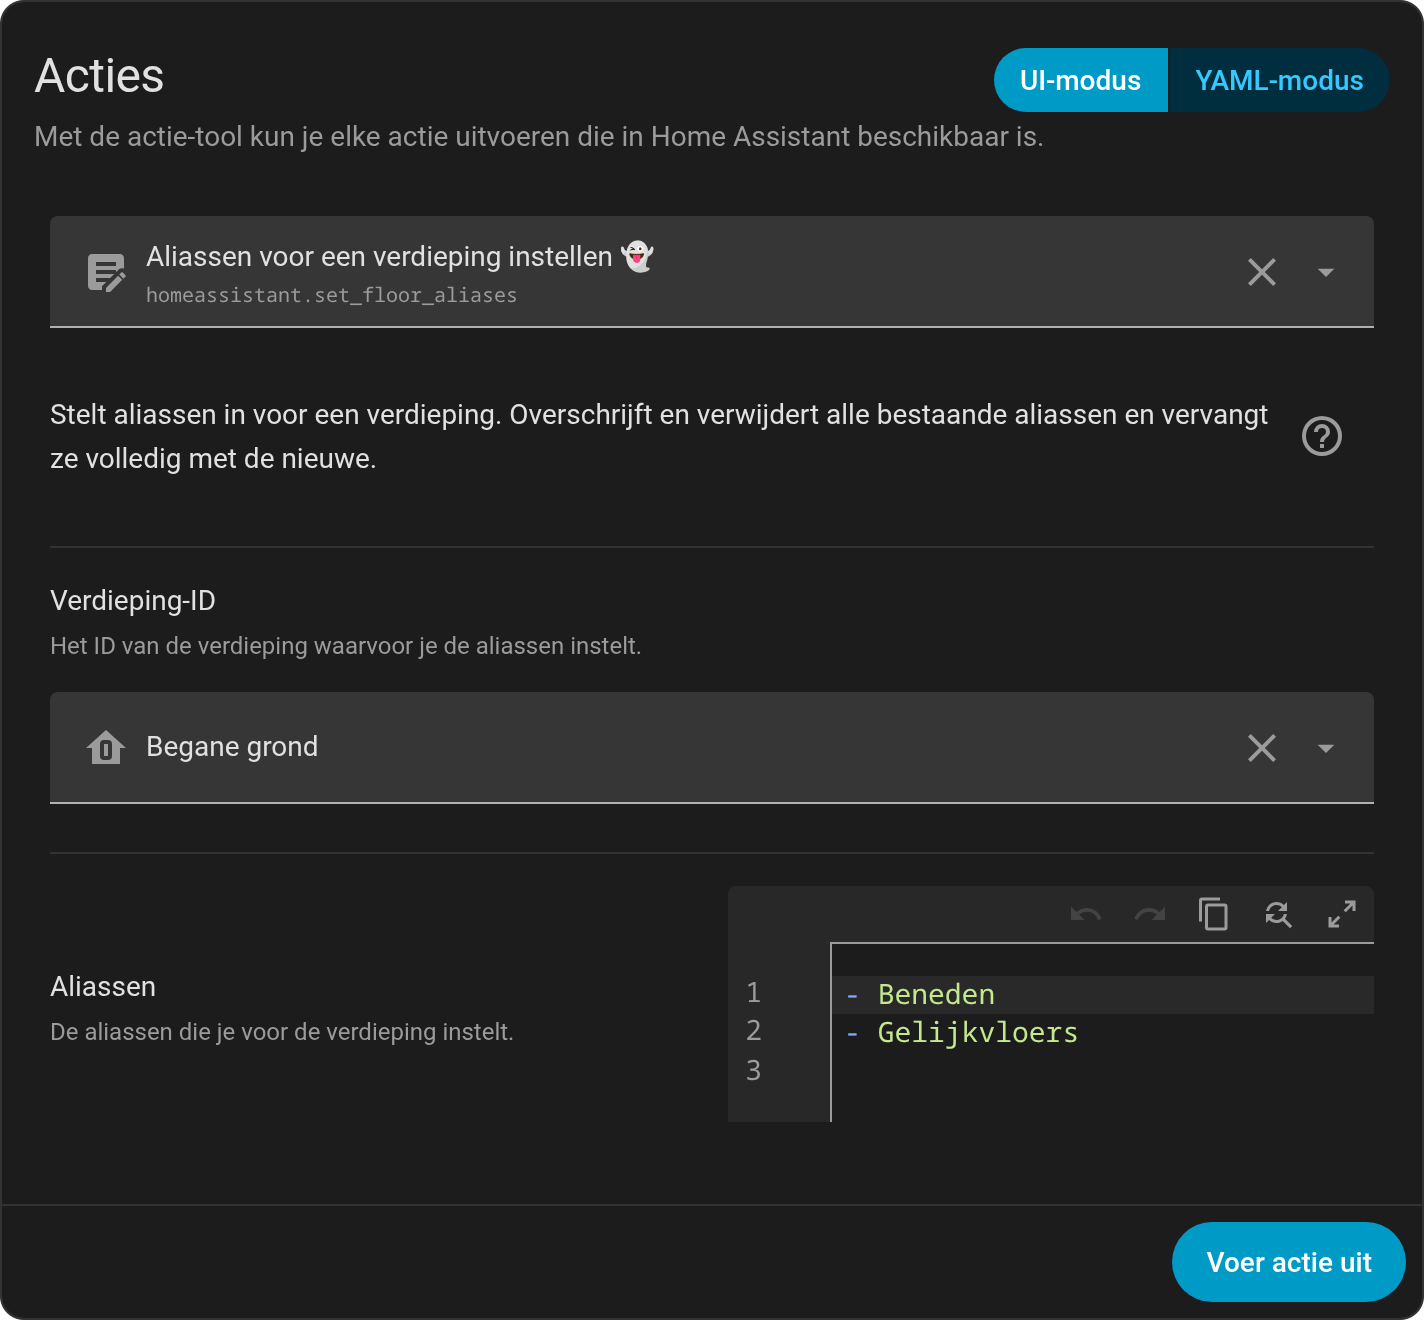 Acties
UI-modus
YAML-modus
Met de actie-tool kun je elke actie uitvoeren die in Home Assistant beschikbaar is.
Aliassen voor een verdieping instellen 👻
homeassistant.set_floor_aliases
Stelt aliassen in voor een verdieping. Overschrijft en verwijdert alle bestaande aliassen en vervangt
ze volledig met de nieuwe.
Verdieping-ID
Het ID van de verdieping waarvoor je de aliassen instelt.
0
Begane grond
Aliassen
De aliassen die je voor de verdieping instelt.
1 - Beneden
2 - Gelijkvloers
3
Voer actie uit